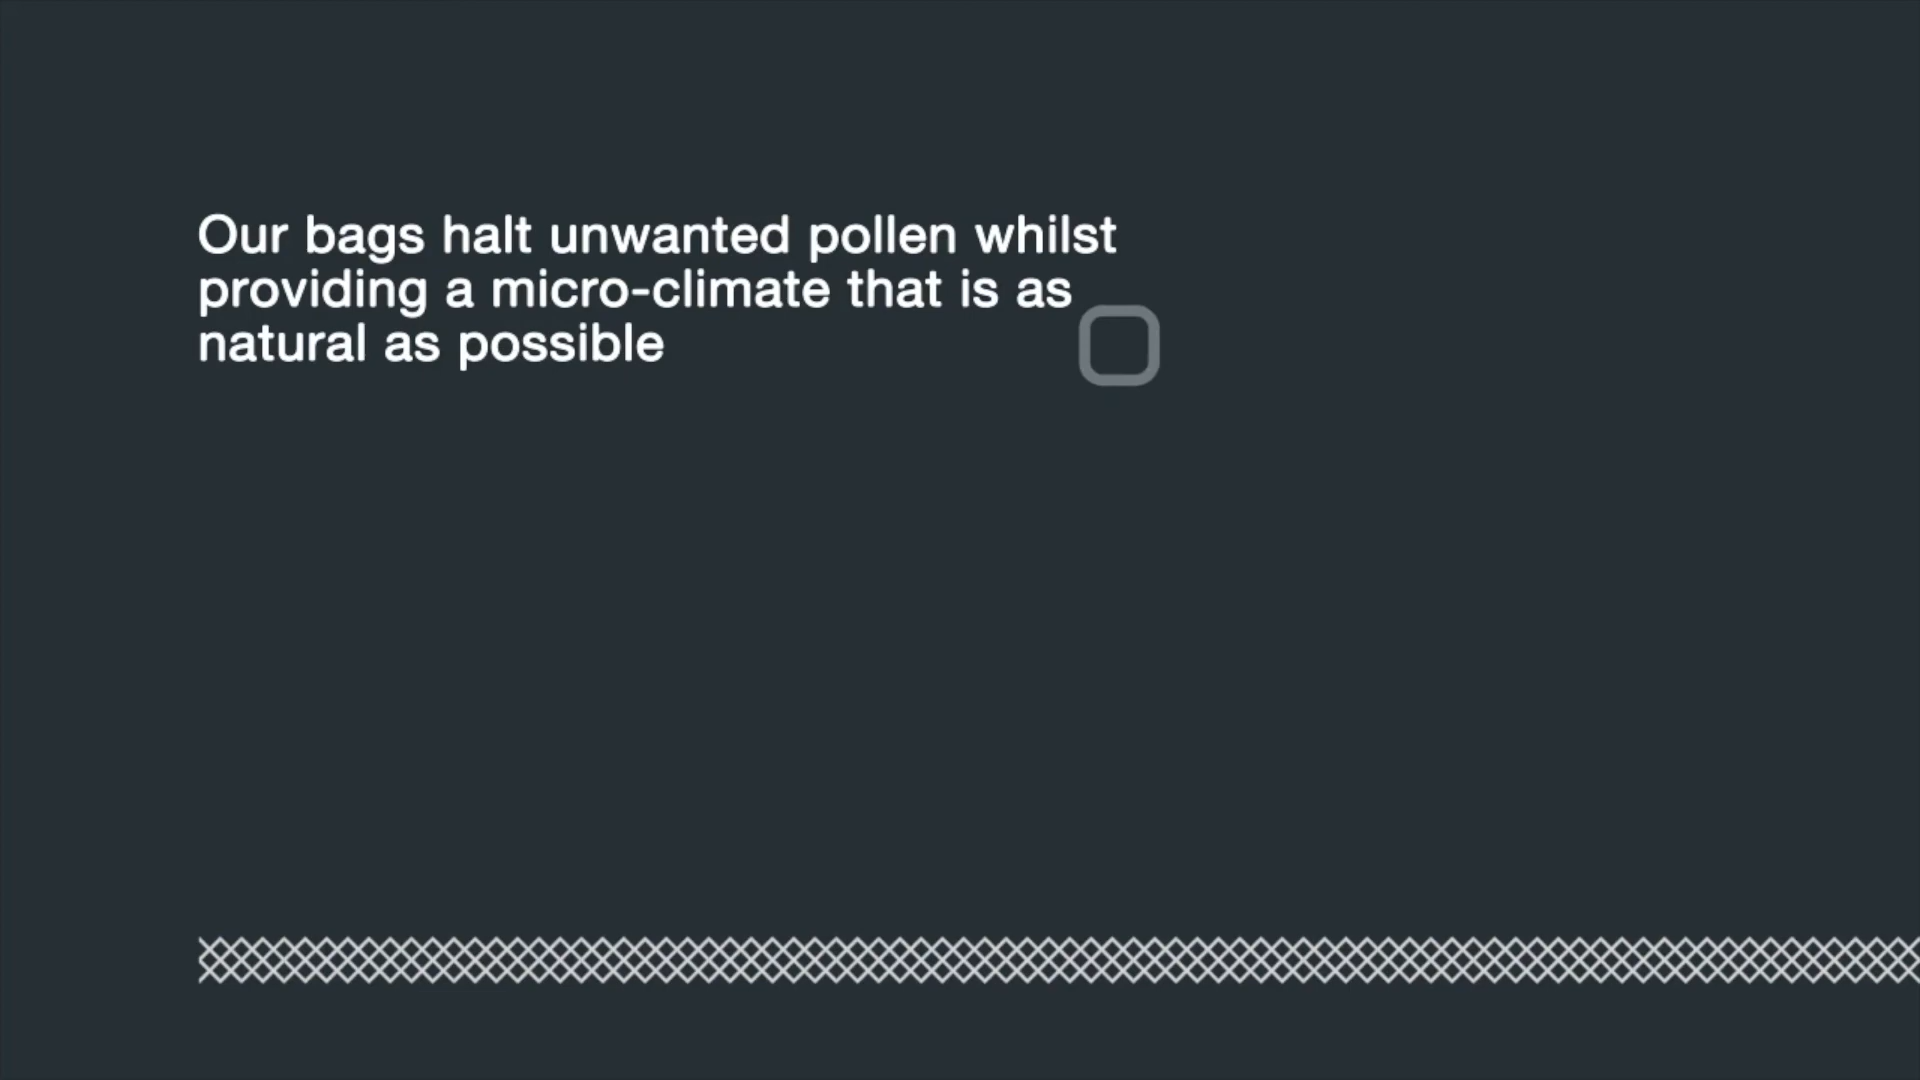 Our bags halt unwanted pollen whilst
providing a micro-climate that is as
natural as possible